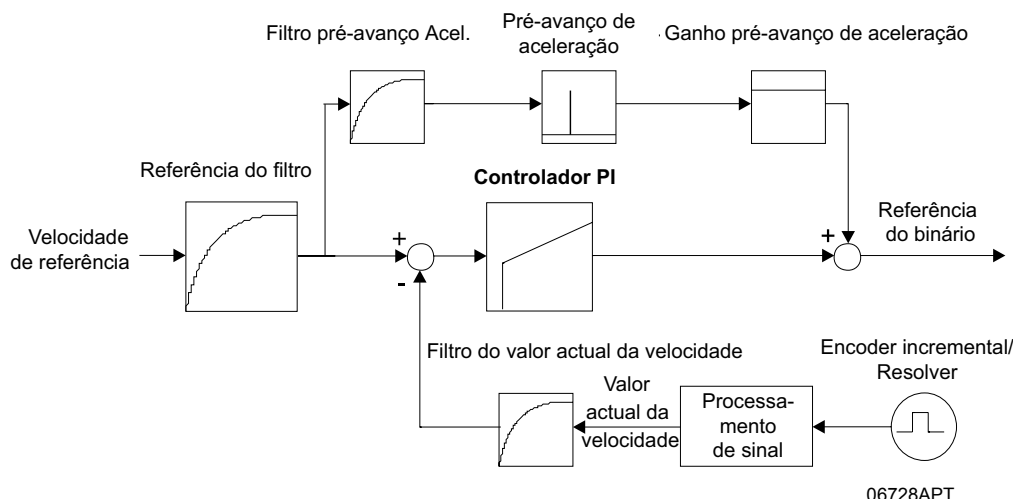 Filtro pré-avanço Acel.
Pré-avanço de
aceleração
Ganho pré-avanço de aceleração
Referência do filtro
Controlador PI
Velocidade
de referência
+
-
+
Referência
do binário
Filtro do valor actual da velocidade
Valor
actual da
velocidade
Processa-
mento
de sinal
Encoder incremental/
Resolver
06728APT